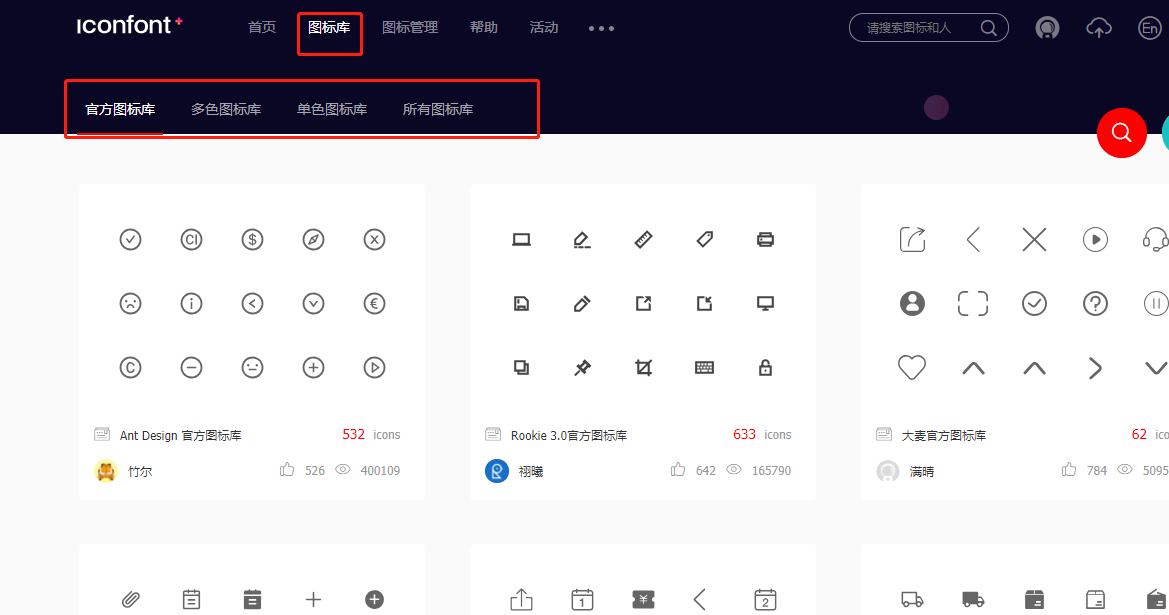 iconfont+ 首页 图标库 图标管理 帮助 活动 ••• 请搜索图标和人 En
官方图标库 多色图标库 单色图标库 所有图标库
Ant Design 官方图标库 532 icons
竹尔 526 400109
Rookie 3.0官方图标库 633 icons
栩曦 642 165790
大麦官方图标库 62 ico
满晴 784 5095